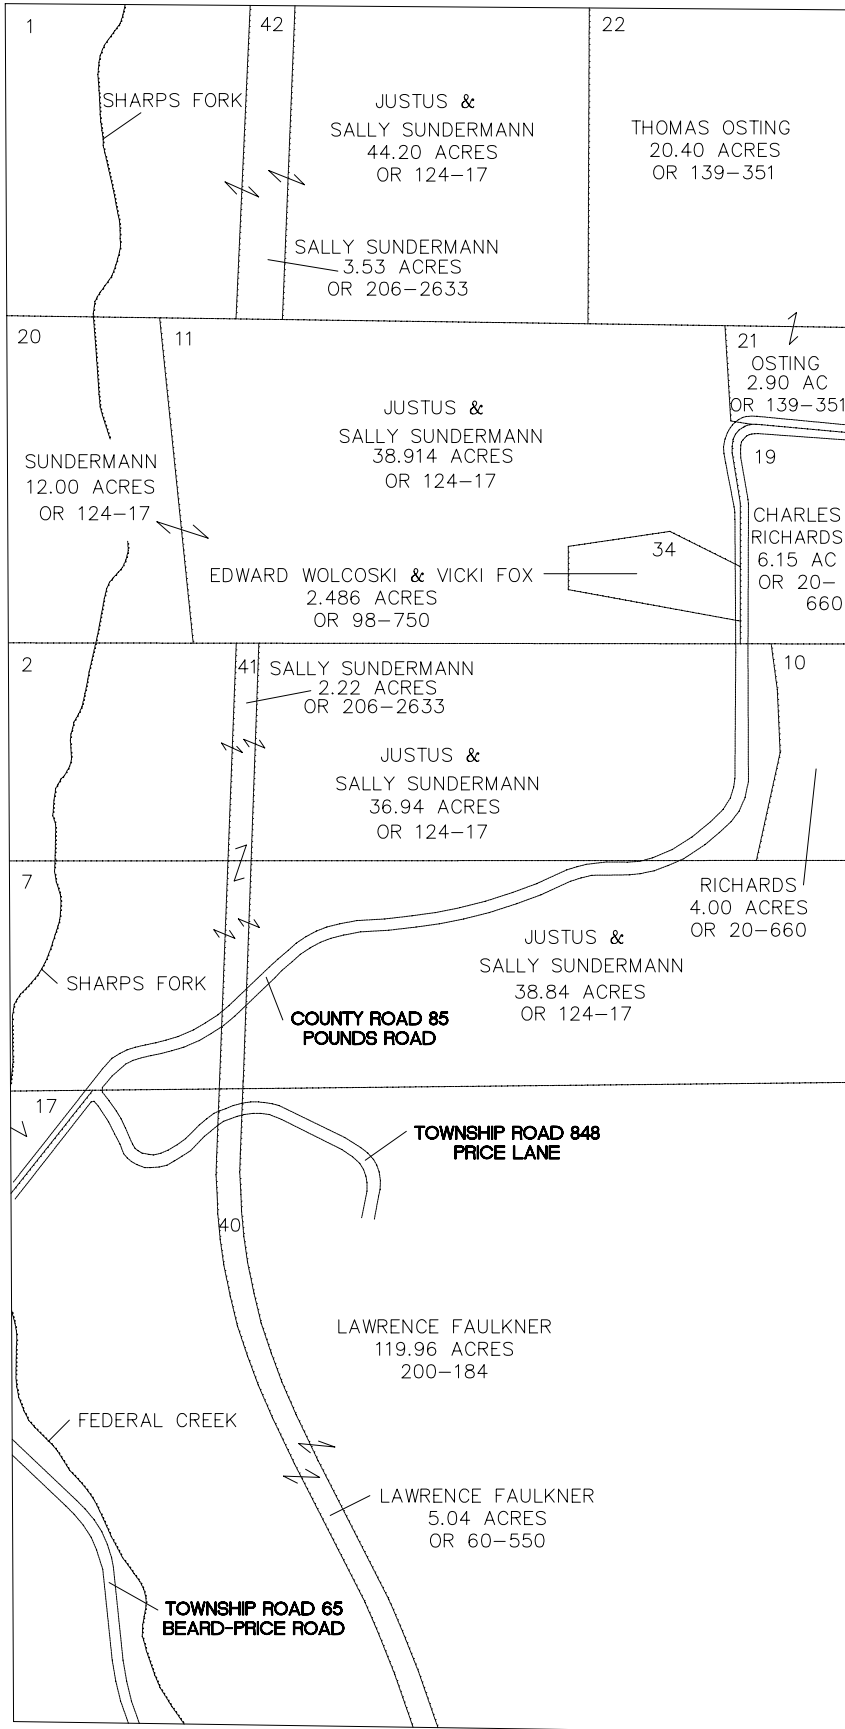 1
42
22
SHARPS FORK
JUSTUS &
SALLY SUNDERMANN
44.20 ACRES
OR 124-17
THOMAS OSTING
20.40 ACRES
OR 139-351
SALLY SUNDERMANN
3.53 ACRES
OR 206-2633
20
11
21
OSTING
2.90 AC
OR 139-351
JUSTUS &
SALLY SUNDERMANN
38.914 ACRES
OR 124-17
SUNDERMANN
12.00 ACRES
OR 124-17
19
CHARLES
RICHARDS
6.15 AC
OR 20-
660
34
EDWARD WOLCOSKI & VICKI FOX
2.486 ACRES
OR 98-750
2
41
SALLY SUNDERMANN
2.22 ACRES
OR 206-2633
10
JUSTUS &
SALLY SUNDERMANN
36.94 ACRES
OR 124-17
7
RICHARDS
4.00 ACRES
OR 20-660
JUSTUS &
SALLY SUNDERMANN
38.84 ACRES
OR 124-17
SHARPS FORK
COUNTY ROAD 85
POUNDS ROAD
17
TOWNSHIP ROAD 848
PRICE LANE
40
LAWRENCE FAULKNER
119.96 ACRES
200-184
FEDERAL CREEK
LAWRENCE FAULKNER
5.04 ACRES
OR 60-550
TOWNSHIP ROAD 65
BEARD-PRICE ROAD